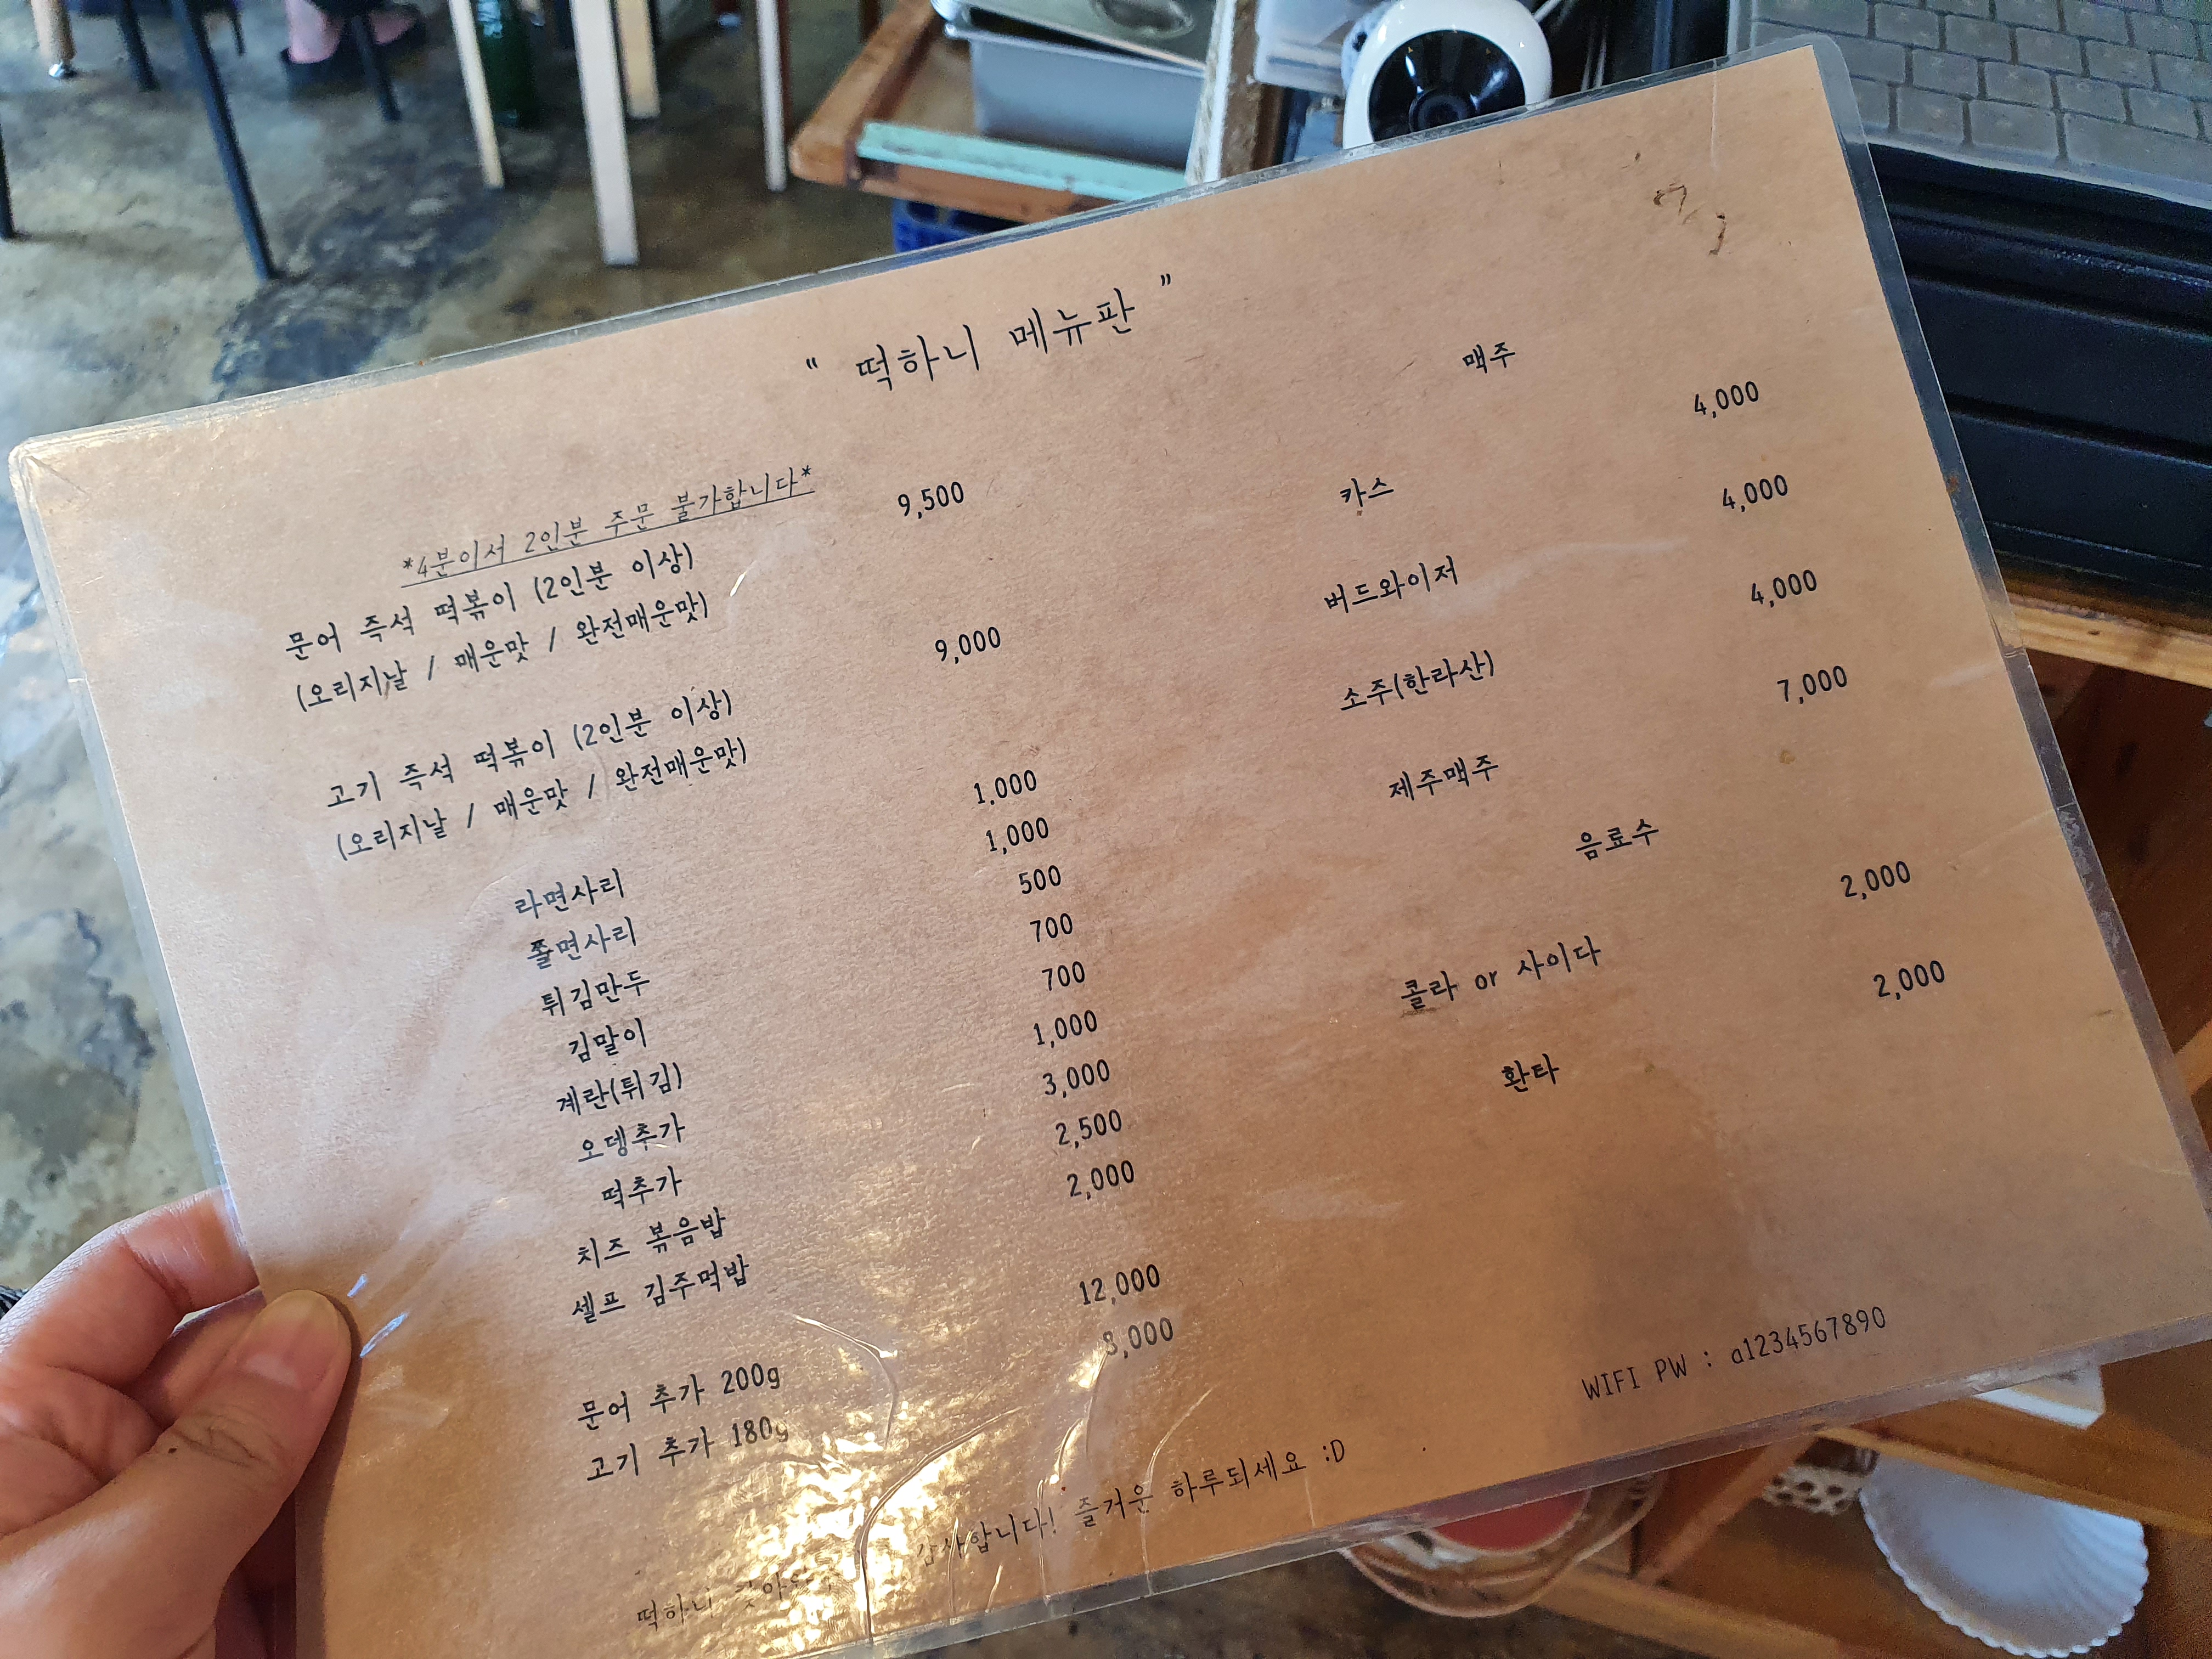 " 떡하니 메뉴판 "
*4분이서 2인분 주문 불가합니다*
문어 즉석 떡볶이 (2인분 이상) 9,500
(오리지날 / 매운맛 / 완전매운맛)
고기 즉석 떡볶이 (2인분 이상) 9,000
(오리지날 / 매운맛 / 완전매운맛)
라면사리 1.000
쫄면사리 1,000
튀김만두 500
김말이 700
계란(튀김) 700
오뎅추가 1,000
떡추가 3,000
치즈 볶음밥 2,500
셀프 김주먹밥 2,000
문어 추가 200g 12,000
고기 추가 180g 8,000
맥주
카스 4,000
버드와이저 4,000
소주(한라산) 4,000
제주맥주 7,000
음료수
콜라 or 사이다 2,000
환타 2,000
WIFI PW : a1234567890
떡하니 감사합니다! 즐거운 하루되세요 :D